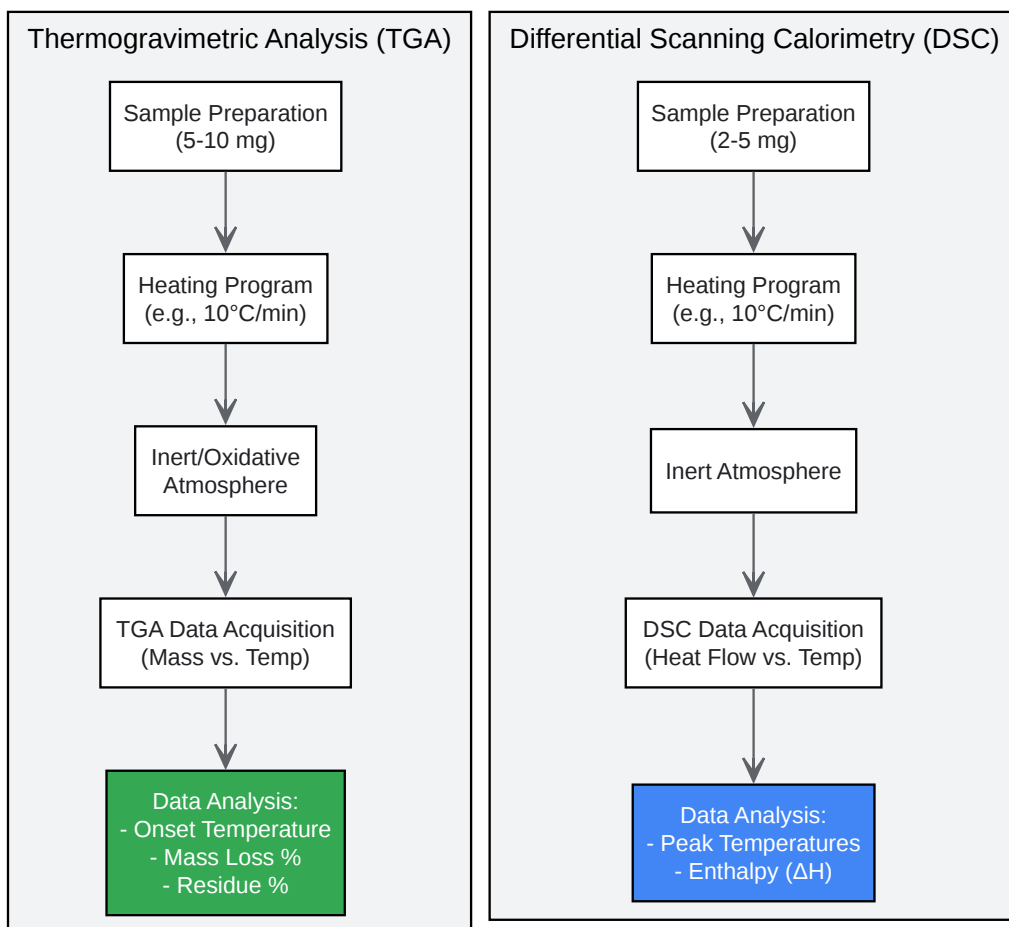 Thermogravimetric Analysis (TGA)
Sample Preparation
(5-10 mg)
Heating Program
(e.g., 10°C/min)
Inert/Oxidative
Atmosphere
TGA Data Acquisition
(Mass vs. Temp)
Data Analysis:
- Onset Temperature
- Mass Loss %
- Residue %
Differential Scanning Calorimetry (DSC)
Sample Preparation
(2-5 mg)
Heating Program
(e.g., 10°C/min)
Inert Atmosphere
DSC Data Acquisition
(Heat Flow vs. Temp)
Data Analysis:
- Peak Temperatures
- Enthalpy (ΔH)